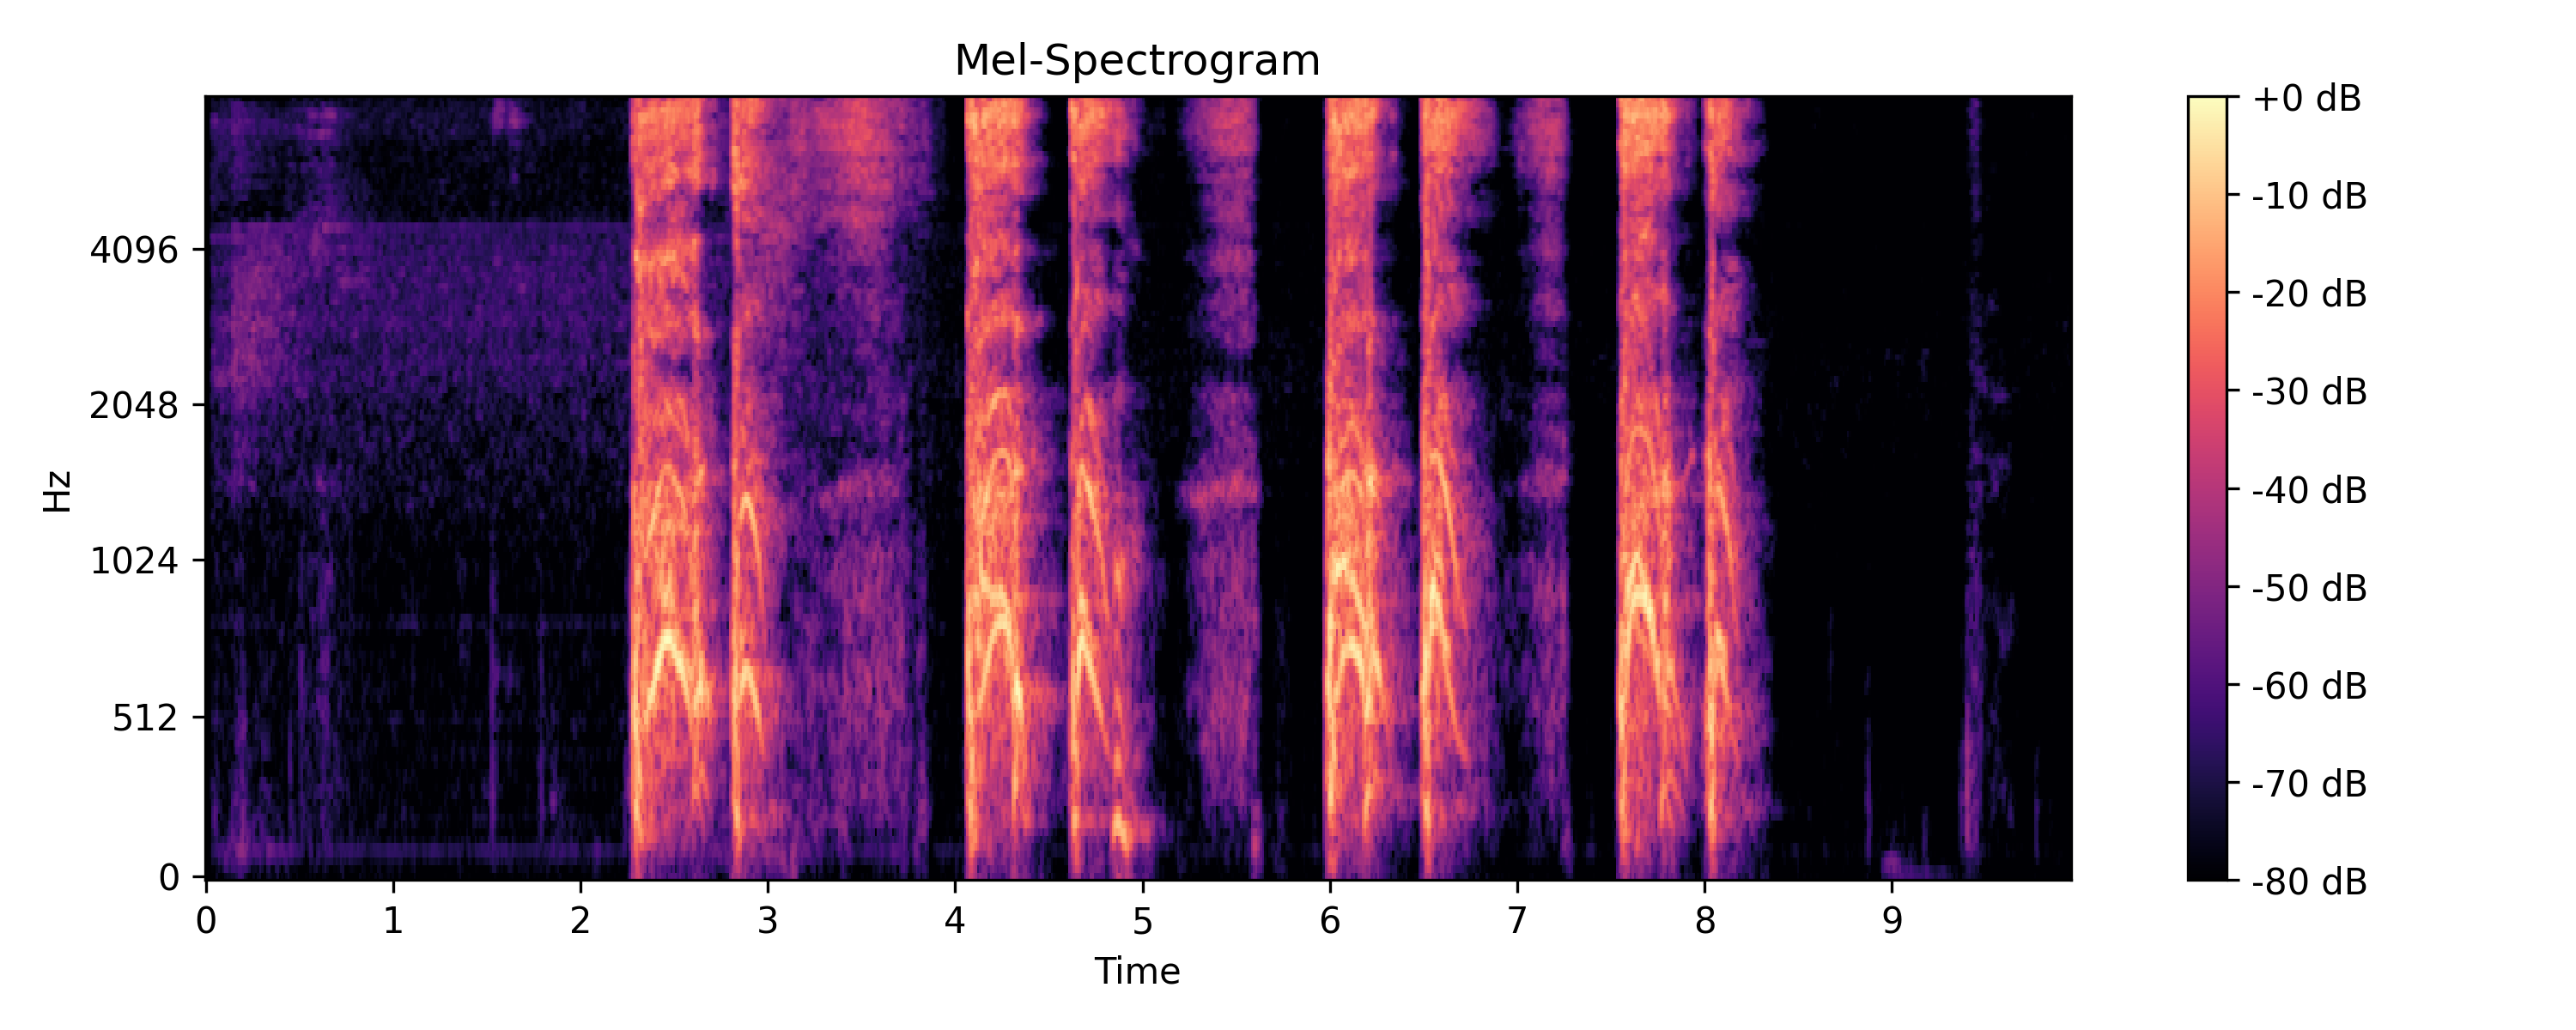 Mel-Spectrogram
+0 dB
-10 dB
-20 dB
-30 dB
-40 dB
-50 dB
-60 dB
-70 dB
-80 dB
4096
2048
1024
512
0
Hz
0 1 2 3 4 5 6 7 8 9
Time